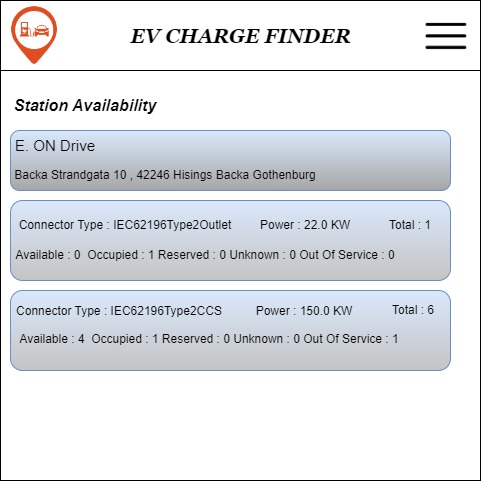 EV CHARGE FINDER
Station Availability
E. ON Drive
Backa Strandgata 10 , 42246 Hisings Backa Gothenburg
Connector Type : IEC62196Type2Outlet Power : 22.0 KW Total : 1
Available : 0 Occupied : 1 Reserved : 0 Unknown : 0 Out Of Service : 0
Connector Type : IEC62196Type2CCS Power : 150.0 KW Total : 6
Available : 4 Occupied : 1 Reserved : 0 Unknown : 0 Out Of Service : 1